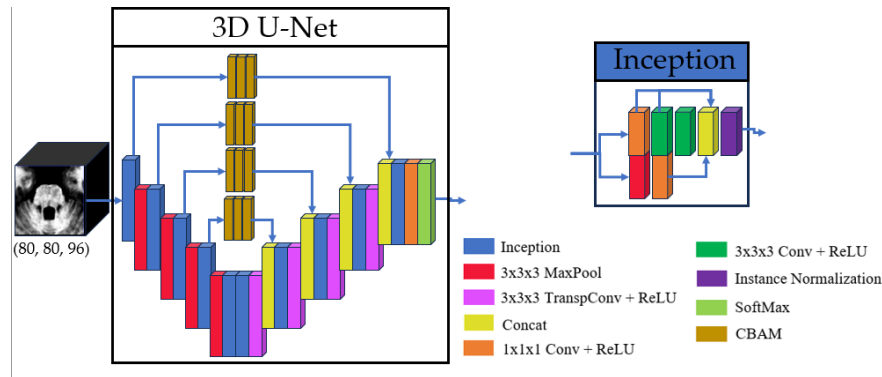 3D U-Net
Inception
(80, 80, 96)
Inception
3x3x3 MaxPool
3x3x3 TranspConv + ReLU
Concat
1x1x1 Conv + ReLU
3x3x3 Conv + ReLU
Instance Normalization
SoftMax
CBAM